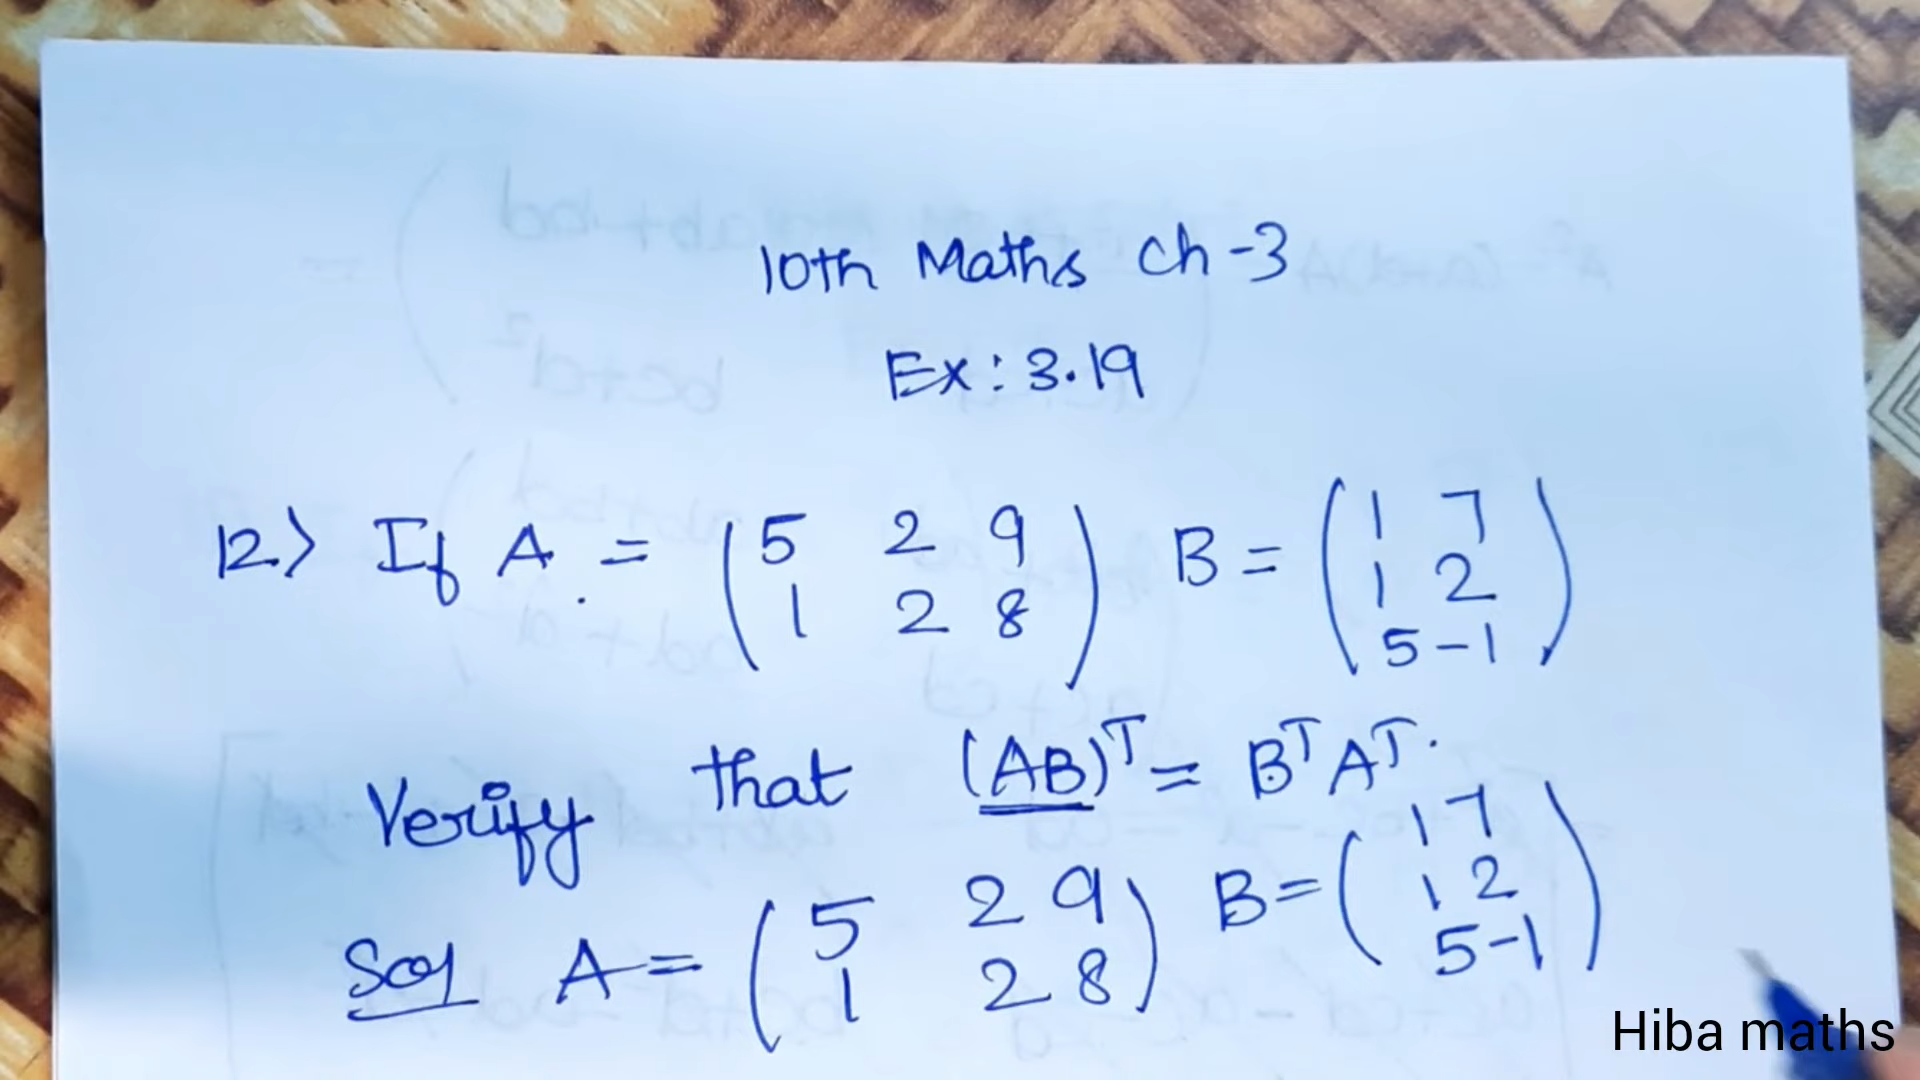 10th Maths Ch-3
Ex: 3.19
12) If A = (5 2 9 B = (1 7
1 2 8) 1 2
5 -1)
Verify that (AB)ᵀ = BᵀAᵀ.
Sol A = (5 2 9 B = (1 7
1 2 8) 1 2
5 -1)
Hiba maths